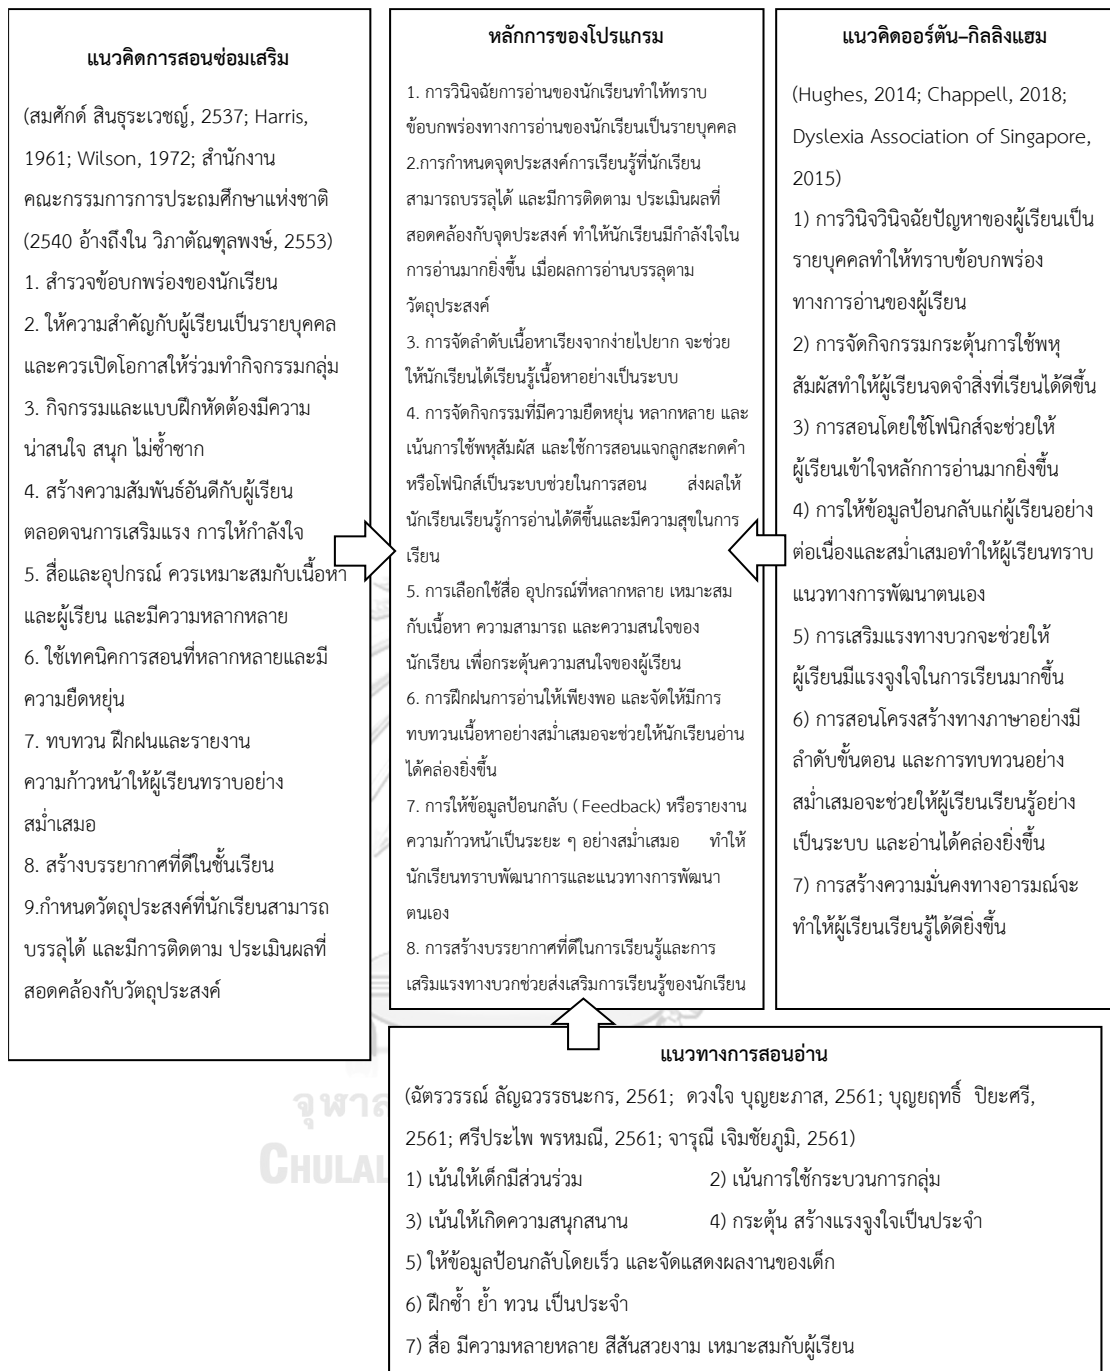 แนวคิดการสอนซ่อมเสริม
(สมศักด์ สินธุระเวชญ์, 2537; Harris,
1961; Wilson, 1972; สำนักงาน
คณะกรรมการการประถมศึกษาแห่งชาติ
(2540 อ้างถึงใน วิภาตัณฑุลพงษ์, 2553)
1. สำรวจข้อบกพร่องของนักเรียน
2. ให้ความสำคัญกับผู้เรียนเป็นรายบุคคล
และควรเปิดโอกาสให้ร่วมทำกิจกรรมกลุ่ม
3. กิจกรรมและแบบฝึกหัดต้องมีความ
น่าสนใจ สนุก ไม่ซ้ำซาก
4. สร้างความสัมพันธ์อันดีกับผู้เรียน
ตลอดจนการเสริมแรง การให้กำลังใจ
5. สื่อและอุปกรณ์ ควรเหมาะสมกับเนื้อหา
และผู้เรียน และมีความหลากหลาย
6. ใช้เทคนิคการสอนที่หลากหลายและมี
ความยืดหยุ่น
7. ทบทวน ฝึกฝนและรายงาน
ความก้าวหน้าให้ผู้เรียนทราบอย่าง
สม่ำเสมอ
8. สร้างบรรยากาศที่ดีในชั้นเรียน
9.กำหนดวัตถุประสงค์ที่นักเรียนสามารถ
บรรลุได้ และมีการติดตาม ประเมินผลที่
สอดคล้องกับวัตถุประสงค์
หลักการของโปรแกรม
1. การวินิจฉัยการอ่านของนักเรียนทำให้ทราบ
ข้อบกพร่องทางการอ่านของนักเรียนเป็นรายบุคคล
2.การกำหนดจุดประสงค์การเรียนรู้ที่นักเรียน
สามารถบรรลุได้ และมีการติดตาม ประเมินผลที่
สอดคล้องกับจุดประสงค์ ทำให้นักเรียนมีกำลังใจใน
การอ่านมากยิ่งขึ้น เมื่อผลการอ่านบรรลุตาม
วัตถุประสงค์
3. การจัดลำดับเนื้อหาเรียงจากง่ายไปยาก จะช่วย
ให้นักเรียนได้เรียนรู้เนื้อหาอย่างเป็นระบบ
4. การจัดกิจกรรมที่มีความยืดหยุ่น หลากหลาย และ
เน้นการใช้พหุสัมผัส และใช้การสอนแจกลูกสะกดคำ
หรือโฟนิกส์เป็นระบบช่วยในการสอน ส่งผลให้
นักเรียนเรียนรู้การอ่านได้ดีขึ้นและมีความสุขในการ
เรียน
5. การเลือกใช้สื่อ อุปกรณ์ที่หลากหลาย เหมาะสม
กับเนื้อหา ความสามารถ และความสนใจของ
นักเรียน เพื่อกระตุ้นความสนใจของผู้เรียน
6. การฝึกฝนการอ่านให้เพียงพอ และจัดให้มีการ
ทบทวนเนื้อหาอย่างสม่ำเสมอจะช่วยให้นักเรียนอ่าน
ได้คล่องยิ่งขึ้น
7. การให้ข้อมูลป้อนกลับ ( Feedback) หรือรายงาน
ความก้าวหน้าเป็นระยะ ๆ อย่างสม่ำเสมอ ทำให้
นักเรียนทราบพัฒนาการและแนวทางการพัฒนา
ตนเอง
8. การสร้างบรรยากาศที่ดีในการเรียนรู้และการ
เสริมแรงทางบวกช่วยส่งเสริมการเรียนรู้ของนักเรียน
แนวคิดออร์ตัน–กิลลิงแฮม
(Hughes, 2014; Chappell, 2018;
Dyslexia Association of Singapore,
2015)
1) การวินิจวินิจฉัยปัญหาของผู้เรียนเป็น
รายบุคคลทำให้ทราบข้อบกพร่อง
ทางการอ่านของผู้เรียน
2) การจัดกิจกรรมกระตุ้นการใช้พหุ
สัมผัสทำให้ผู้เรียนจดจำสิ่งที่เรียนได้ดีขึ้น
3) การสอนโดยใช้โฟนิกส์จะช่วยให้
ผู้เรียนเข้าใจหลักการอ่านมากยิ่งขึ้น
4) การให้ข้อมูลป้อนกลับแก่ผู้เรียนอย่าง
ต่อเนื่องและสม่ำเสมอทำให้ผู้เรียนทราบ
แนวทางการพัฒนาตนเอง
5) การเสริมแรงทางบวกจะช่วยให้
ผู้เรียนมีแรงจูงใจในการเรียนมากขึ้น
6) การสอนโครงสร้างทางภาษาอย่างมี
ลำดับขั้นตอน และการทบทวนอย่าง
สม่ำเสมอจะช่วยให้ผู้เรียนเรียนรู้อย่าง
เป็นระบบ และอ่านได้คล่องยิ่งขึ้น
7) การสร้างความมั่นคงทางอารมณ์จะ
ทำให้ผู้เรียนเรียนรู้ได้ดียิ่งขึ้น
แนวทางการสอนอ่าน
(ฉัตรวรรณ์ ลัญฉวรรธนะกร, 2561; ดวงใจ บุญยะภาส, 2561; บุญยฤทธิ์ ปิยะศรี,
2561; ศรีประไพ พรหมณี, 2561; จารุณี เจิมชัยภูมิ, 2561)
1) เน้นให้เด็กมีส่วนร่วม 2) เน้นการใช้กระบวนการกลุ่ม
3) เน้นให้เกิดความสนุกสนาน 4) กระตุ้น สร้างแรงจูงใจเป็นประจำ
5) ให้ข้อมูลป้อนกลับโดยเร็ว และจัดแสดงผลงานของเด็ก
6) ฝึกซ้ำ ย้ำ ทวน เป็นประจำ
7) สื่อ มีความหลายหลาย สีสันสวยงาม เหมาะสมกับผู้เรียน
จุฬาล
CHULAL